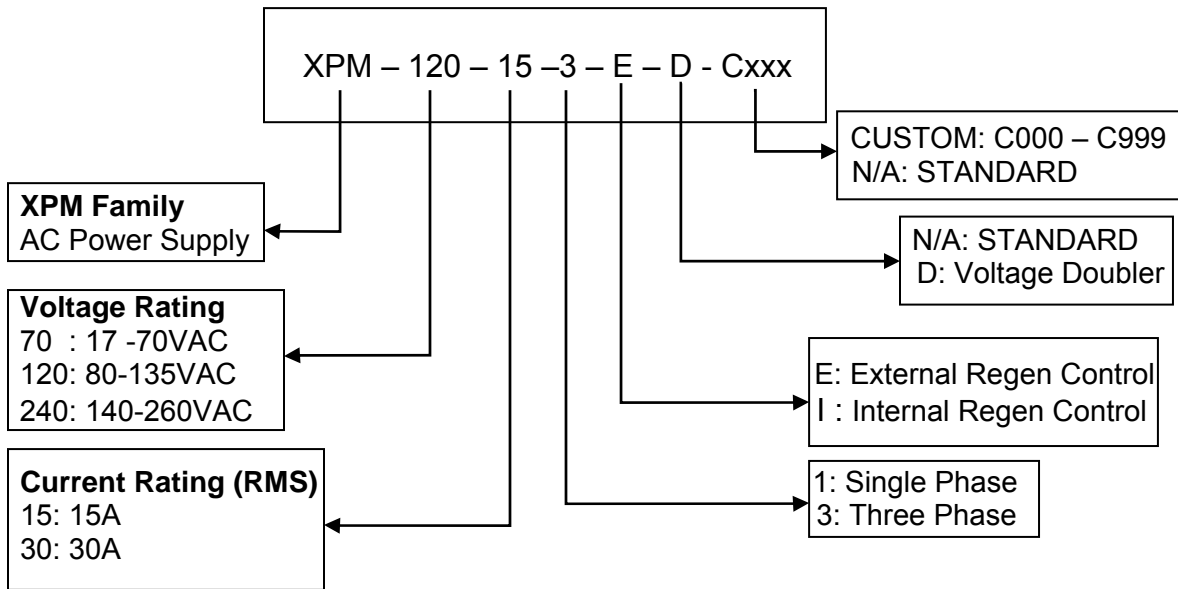 XPM – 120 – 15 –3 – E – D - Cxxx
XPM Family
AC Power Supply
Voltage Rating
70 : 17 -70VAC
120: 80-135VAC
240: 140-260VAC
Current Rating (RMS)
15: 15A
30: 30A
CUSTOM: C000 – C999
N/A: STANDARD
N/A: STANDARD
D: Voltage Doubler
E: External Regen Control
I : Internal Regen Control
1: Single Phase
3: Three Phase